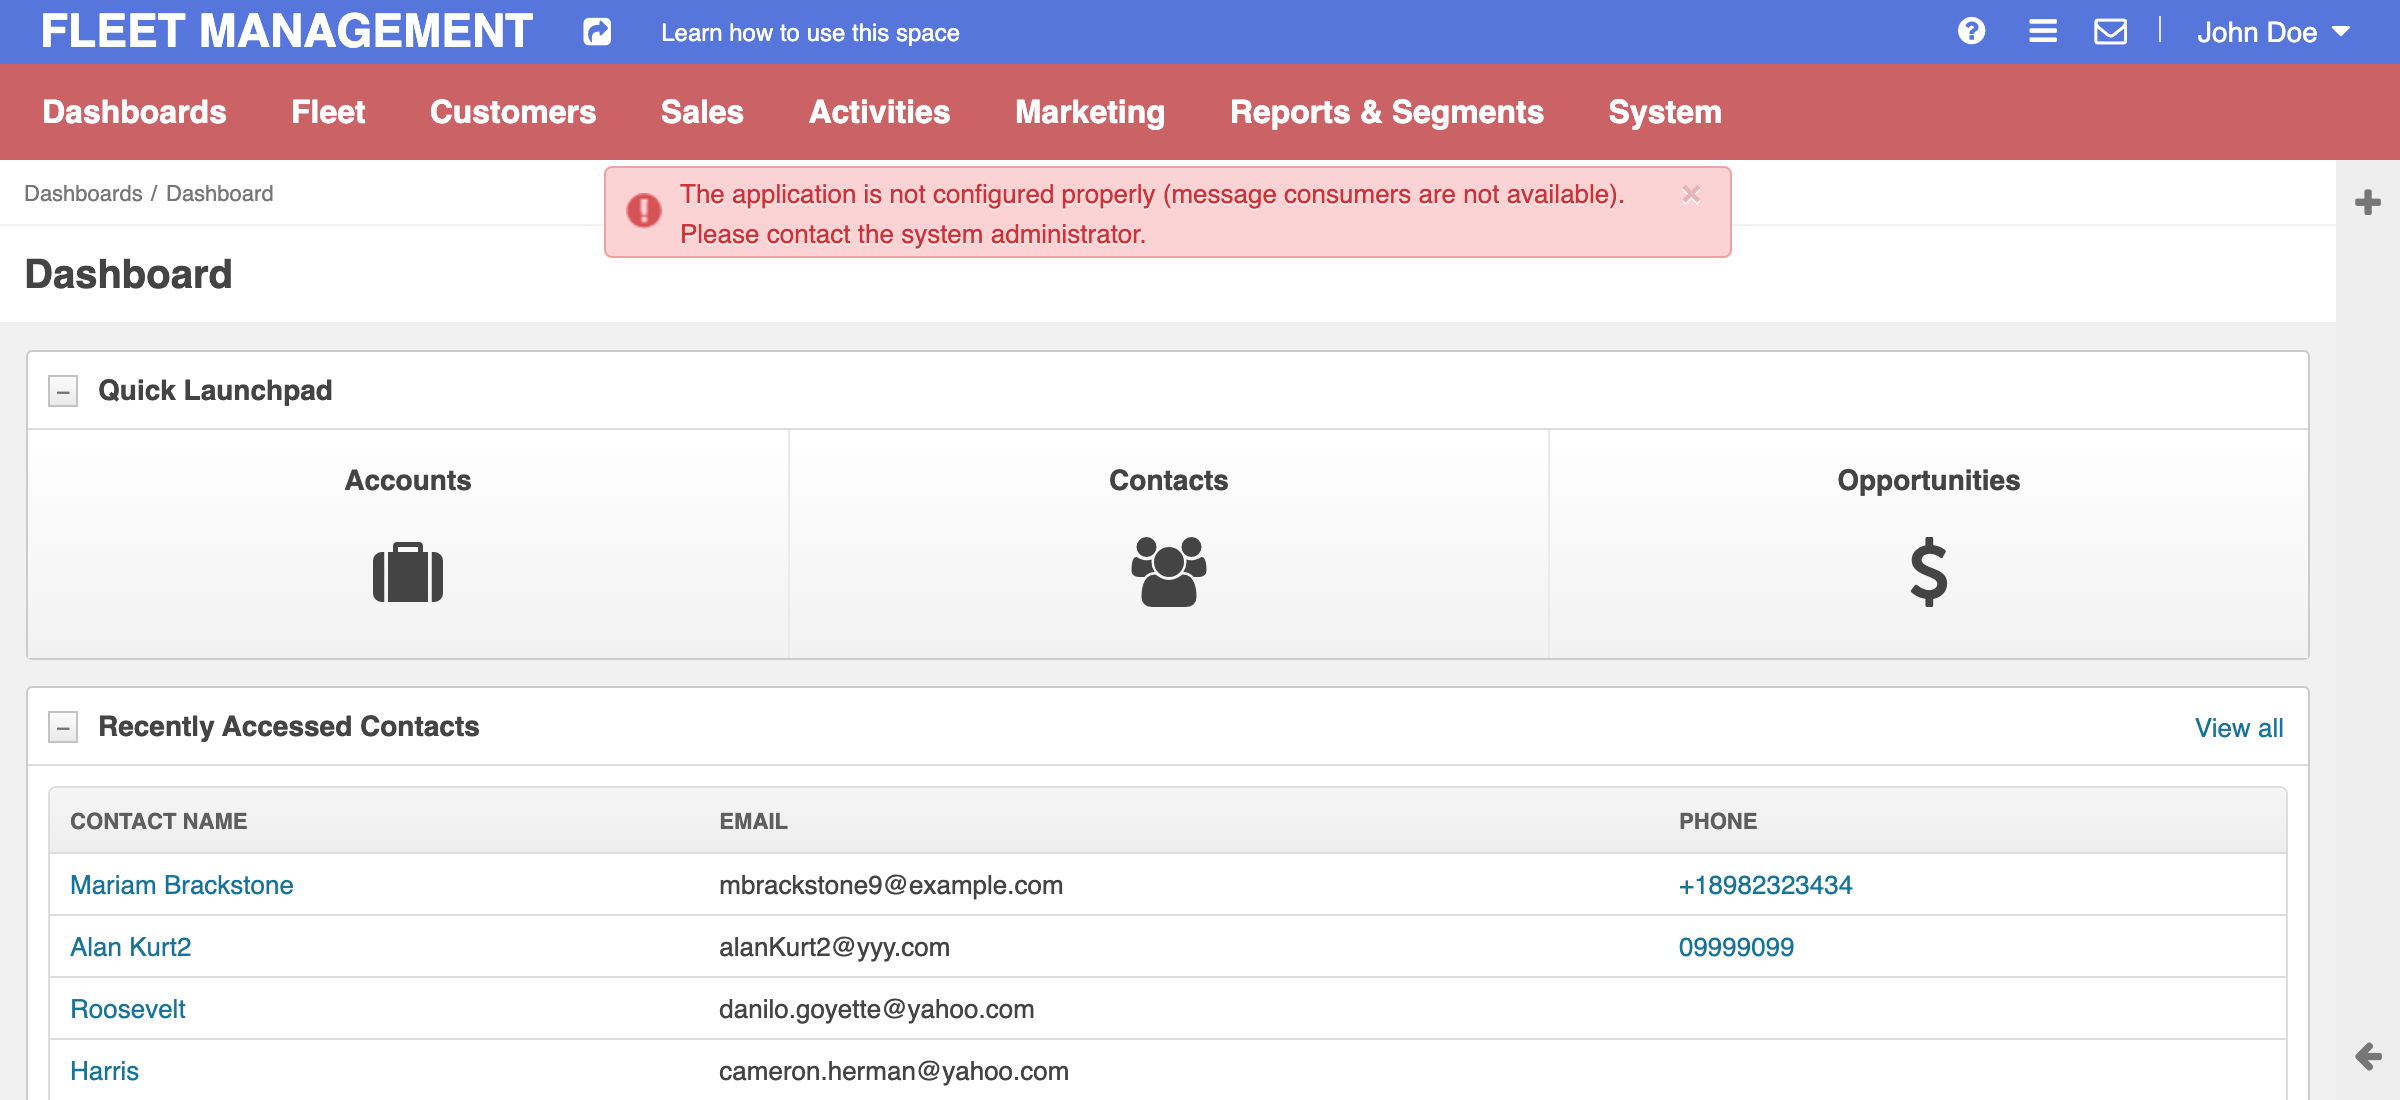 FLEET MANAGEMENT
Learn how to use this space
John Doe
Dashboards Fleet Customers Sales Activities Marketing Reports & Segments System
Dashboards / Dashboard
The application is not configured properly (message consumers are not available).
Please contact the system administrator.
×
Dashboard
Quick Launchpad
Accounts
Contacts
Opportunities
Recently Accessed Contacts
View all
CONTACT NAME EMAIL PHONE
Mariam Brackstone mbrackstone9@example.com +18982323434
Alan Kurt2 alanKurt2@yyy.com 09999099
Roosevelt danilo.goyette@yahoo.com
Harris cameron.herman@yahoo.com